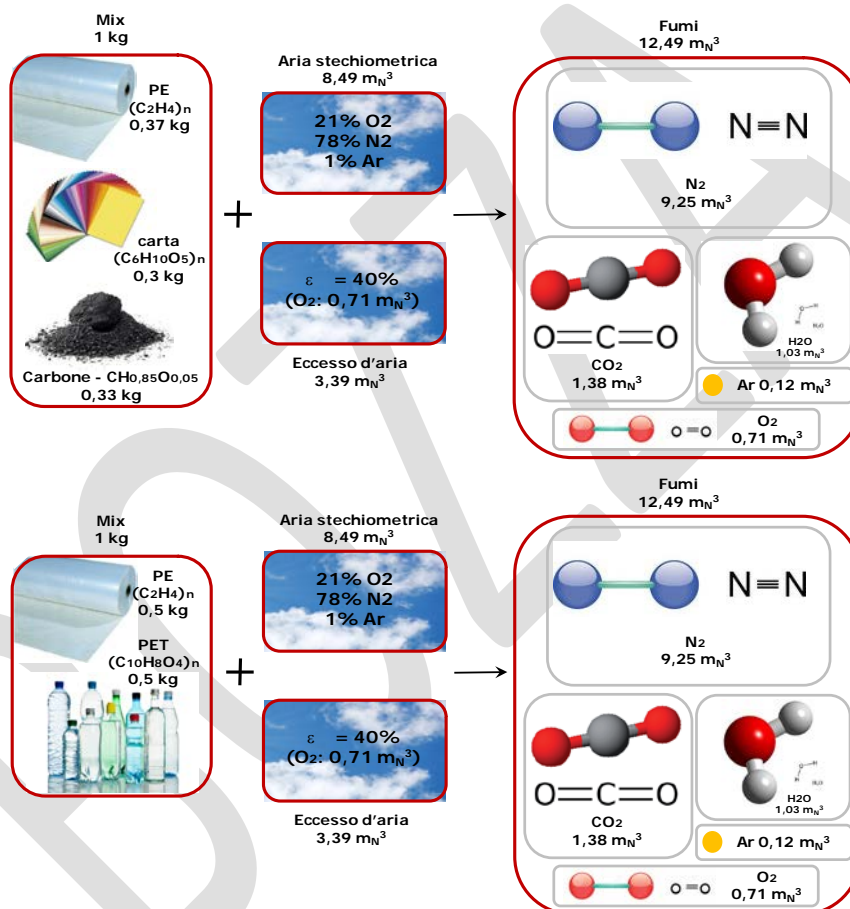 Mix
1 kg
PE
(C2H4)n
0,37 kg
carta
(C6H10O5)n
0,3 kg
Carbone - CH0,85O0,05
0,33 kg
+
Aria stechiometrica
8,49 mN3
21% O2
78% N2
1% Ar
ε = 40%
(O2: 0,71 mN3)
Eccesso d'aria
3,39 mN3
Fumi
12,49 mN3
N≡N
N2
9,25 mN3
O=C=O
CO2
1,38 mN3
H2O
1,03 mN3
Ar 0,12 mN3
O=O
O2
0,71 mN3
Mix
1 kg
PE
(C2H4)n
0,5 kg
PET
(C10H8O4)n
0,5 kg
+
Aria stechiometrica
8,49 mN3
21% O2
78% N2
1% Ar
ε = 40%
(O2: 0,71 mN3)
Eccesso d'aria
3,39 mN3
Fumi
12,49 mN3
N=N
N2
9,25 mN3
O=C=O
CO2
1,38 mN3
H2O
1,03 mN3
Ar 0,12 mN3
O=O
O2
0,71 mN3